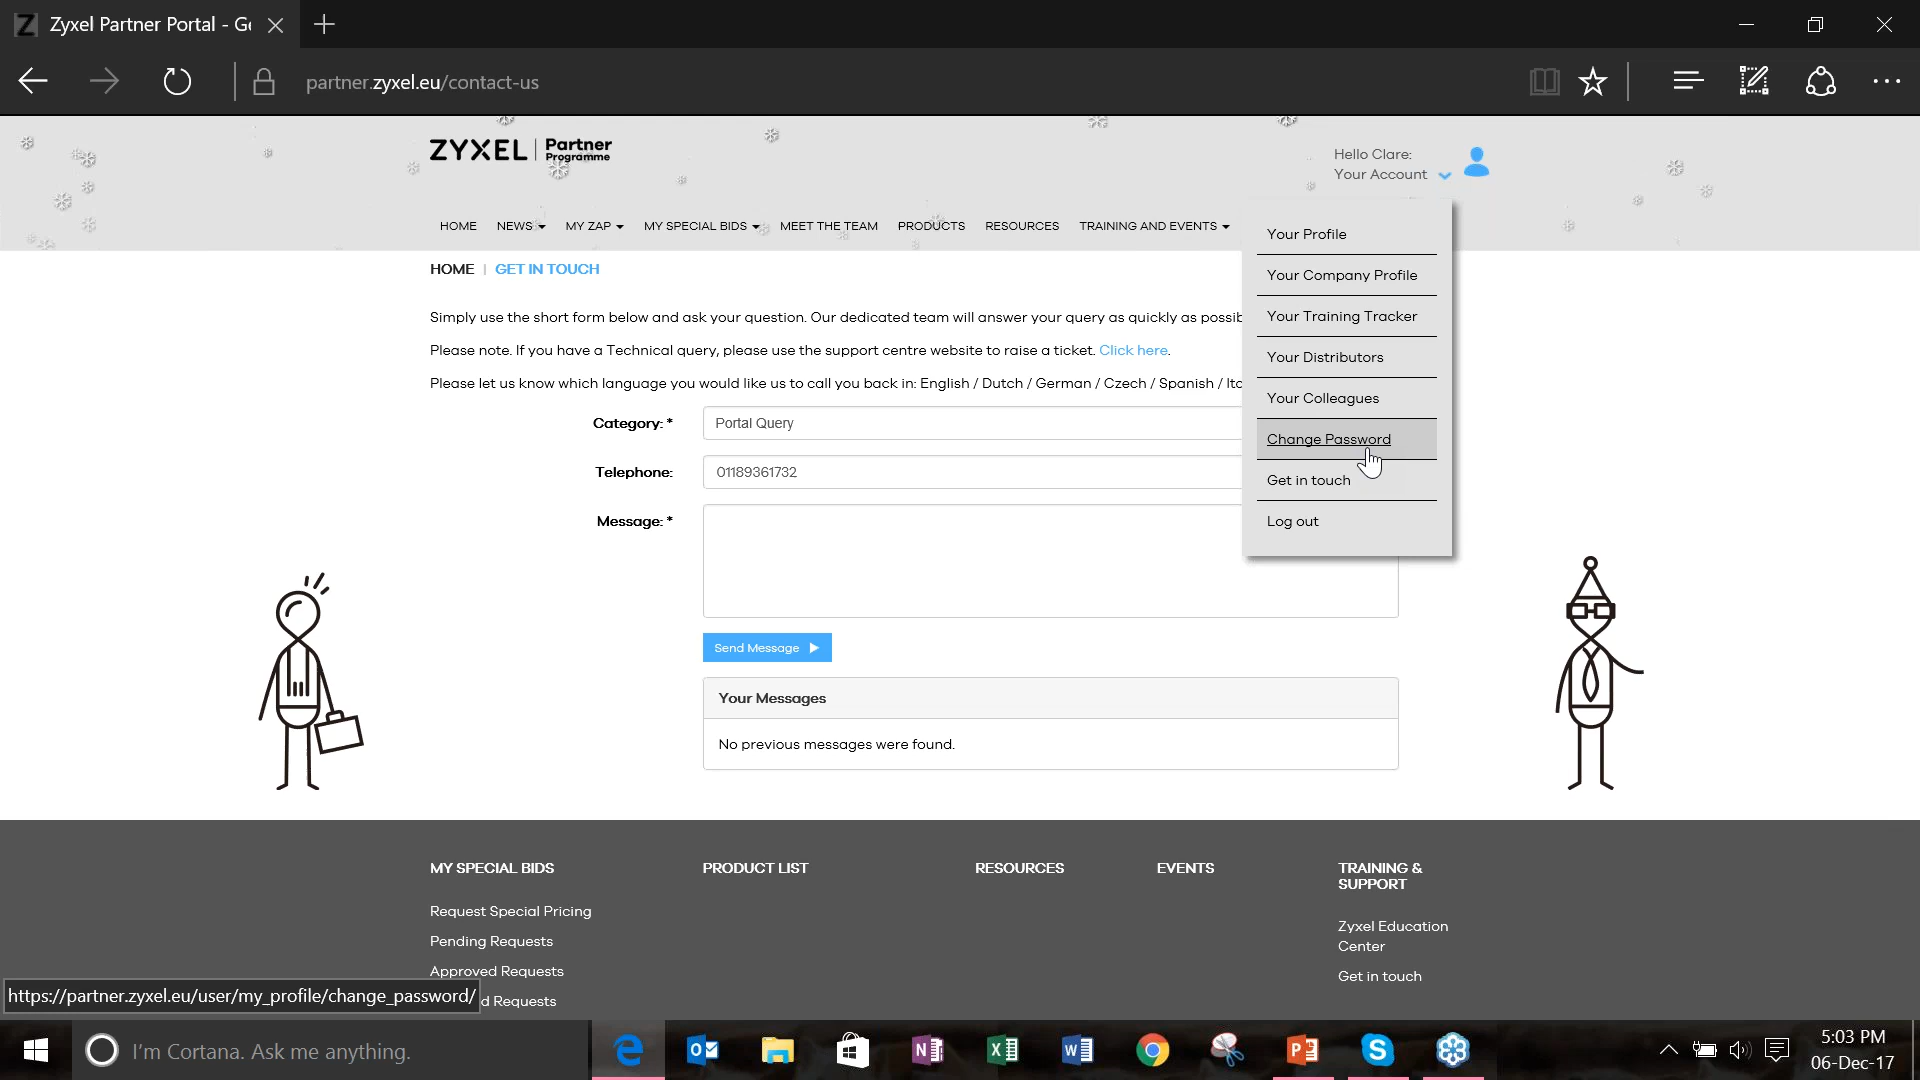 Zyxel Partner Portal - Ge
partner.zyxel.eu/contact-us
ZYXEL | Partner Programme
Hello Clare:
Your Account
HOME NEWS MY ZAP MY SPECIAL BIDS MEET THE TEAM PRODUCTS RESOURCES TRAINING AND EVENTS
Your Profile
Your Company Profile
Your Training Tracker
Your Distributors
Your Colleagues
Change Password
Get in touch
Log out
HOME | GET IN TOUCH
Simply use the short form below and ask your question. Our dedicated team will answer your query as quickly as possib
Please note. If you have a Technical query, please use the support centre website to raise a ticket. Click here.
Please let us know which language you would like us to call you back in: English / Dutch / German / Czech / Spanish / Ita
Category: * Portal Query
Telephone: 01189361732
Message: *
Send Message
Your Messages
No previous messages were found.
MY SPECIAL BIDS
Request Special Pricing
Pending Requests
Approved Requests
d Requests
PRODUCT LIST
RESOURCES
EVENTS
TRAINING &
SUPPORT
Zyxel Education
Center
Get in touch
https://partner.zyxel.eu/user/my_profile/change_password/
I'm Cortana. Ask me anything.
5:03 PM
06-Dec-17